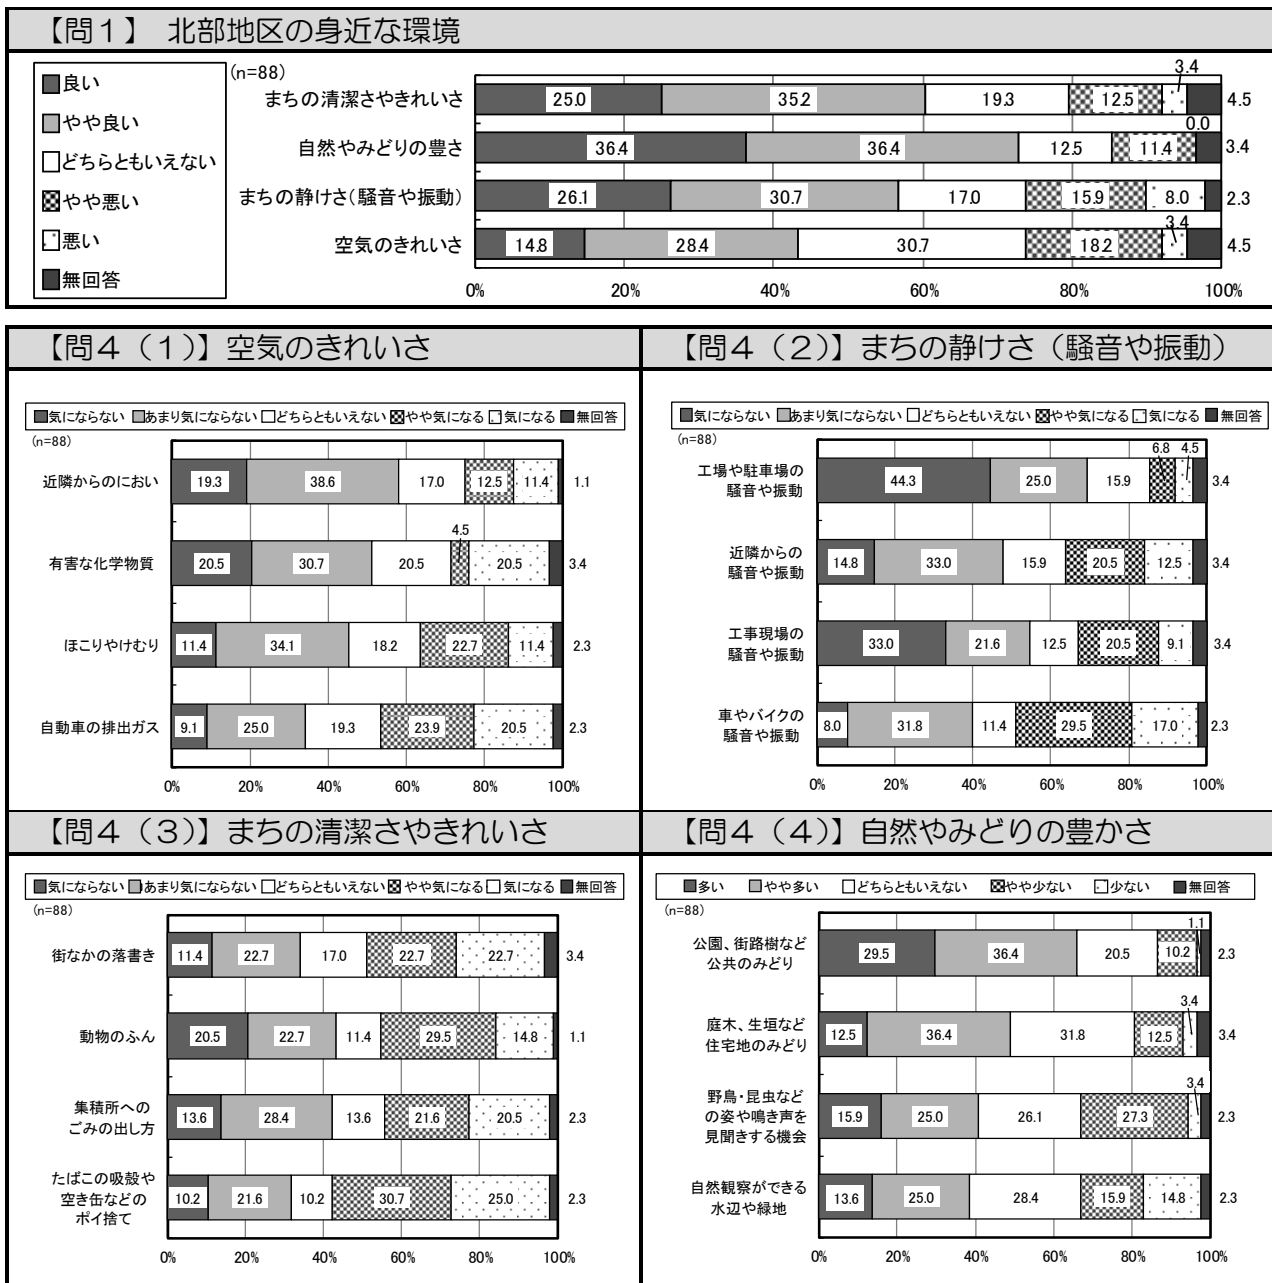 【問１】 北部地区の身近な環境
良い
やや良い
どちらともいえない
やや悪い
悪い
無回答
(n=88)
まちの清潔さやきれいさ 25.0 35.2 19.3 12.5 3.4 4.5
自然やみどりの豊さ 36.4 36.4 12.5 11.4 0.0 3.4
まちの静けさ（騒音や振動） 26.1 30.7 17.0 15.9 8.0 2.3
空気のきれいさ 14.8 28.4 30.7 18.2 3.4 4.5
0% 20% 40% 60% 80% 100%
【問４（１）】空気のきれいさ
気にならない あまり気にならない どちらともいえない やや気になる 気になる 無回答
(n=88)
近隣からのにおい 19.3 38.6 17.0 12.5 11.4 1.1
有害な化学物質 20.5 30.7 20.5 4.5 20.5 3.4
ほこりやけむり 11.4 34.1 18.2 22.7 11.4 2.3
自動車の排出ガス 9.1 25.0 19.3 23.9 20.5 2.3
0% 20% 40% 60% 80% 100%
【問４（２）】まちの静けさ（騒音や振動）
気にならない あまり気にならない どちらともいえない やや気になる 気になる 無回答
(n=88)
工場や駐車場の
騒音や振動 44.3 25.0 15.9 6.8 4.5 3.4
近隣からの
騒音や振動 14.8 33.0 15.9 20.5 12.5 3.4
工事現場の
騒音や振動 33.0 21.6 12.5 20.5 9.1 3.4
車やバイクの
騒音や振動 8.0 31.8 11.4 29.5 17.0 2.3
0% 20% 40% 60% 80% 100%
【問４（３）】まちの清潔さやきれいさ
気にならない あまり気にならない どちらともいえない やや気になる 気になる 無回答
(n=88)
街なかの落書き 11.4 22.7 17.0 22.7 22.7 3.4
動物のふん 20.5 22.7 11.4 29.5 14.8 1.1
集積所への
ごみの出し方 13.6 28.4 13.6 21.6 20.5 2.3
たばこの吸殻や
空き缶などの
ポイ捨て 10.2 21.6 10.2 30.7 25.0 2.3
0% 20% 40% 60% 80% 100%
【問４（４）】自然やみどりの豊かさ
多い やや多い どちらともいえない やや少ない 少ない 無回答
(n=88)
公園、街路樹など
公共のみどり 29.5 36.4 20.5 10.2 1.1 2.3
庭木、生垣など
住宅地のみどり 12.5 36.4 31.8 12.5 3.4 3.4
野鳥・昆虫など
の姿や鳴き声を
見聞きする機会 15.9 25.0 26.1 27.3 3.4 2.3
自然観察ができる
水辺や緑地 13.6 25.0 28.4 15.9 14.8 2.3
0% 20% 40% 60% 80% 100%